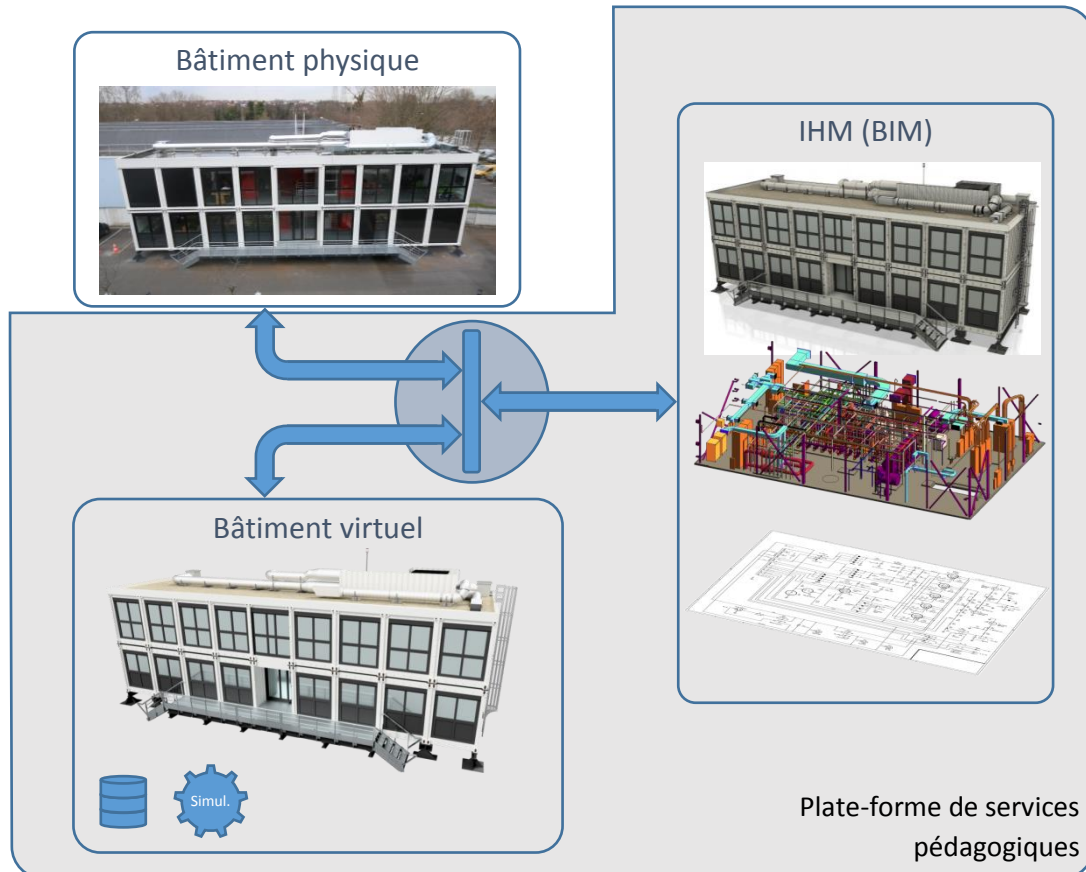 Bâtiment physique
IHM (BIM)
Bâtiment virtuel
Simul.
Plate-forme de services
pédagogiques